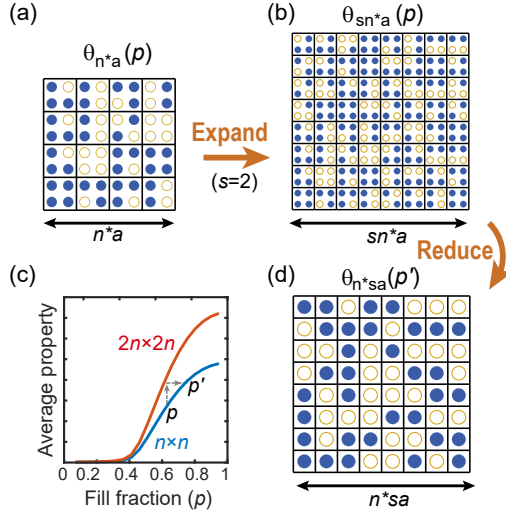 (a)
θn*a(p)
n*a
Expand
(s=2)
(b)
θsn*a(p)
sn*a
Reduce
(c)
Average property
2n×2n
p'
p
n×n
0 0.2 0.4 0.6 0.8 1
Fill fraction (p)
(d)
θn*sa(p')
n*sa